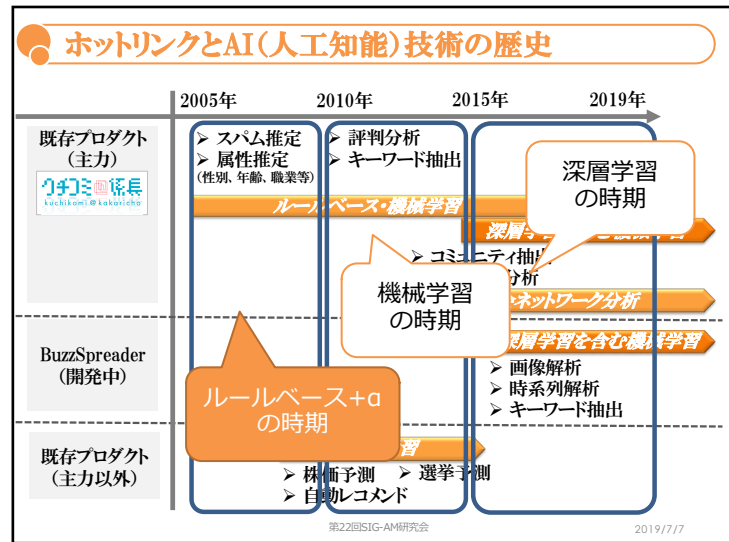 ホットリンクとAI(人工知能)技術の歴史
2005年
2010年
2015年
2019年
既存プロダクト
(主力)
クチコミ@係長
kuchikomi@kakaricho
➢ スパム推定
➢ 属性推定
(性別、年齢、職業等)
➢ 評判分析
➢ キーワード抽出
ルールベース・機械学習
深層学習
の時期
深層学習
機械学習
➢ コミュニティ抽出
分析
機械学習
の時期
ネットワーク分析
BuzzSpreader
(開発中)
深層学習を含む機械学習
➢ 画像解析
➢ 時系列解析
➢ キーワード抽出
ルールベース+α
の時期
既存プロダクト
(主力以外)
習
➢ 株価予測
➢ 選挙予測
➢ 自動レコメンド
第22回SIG-AM研究会
2019/7/7